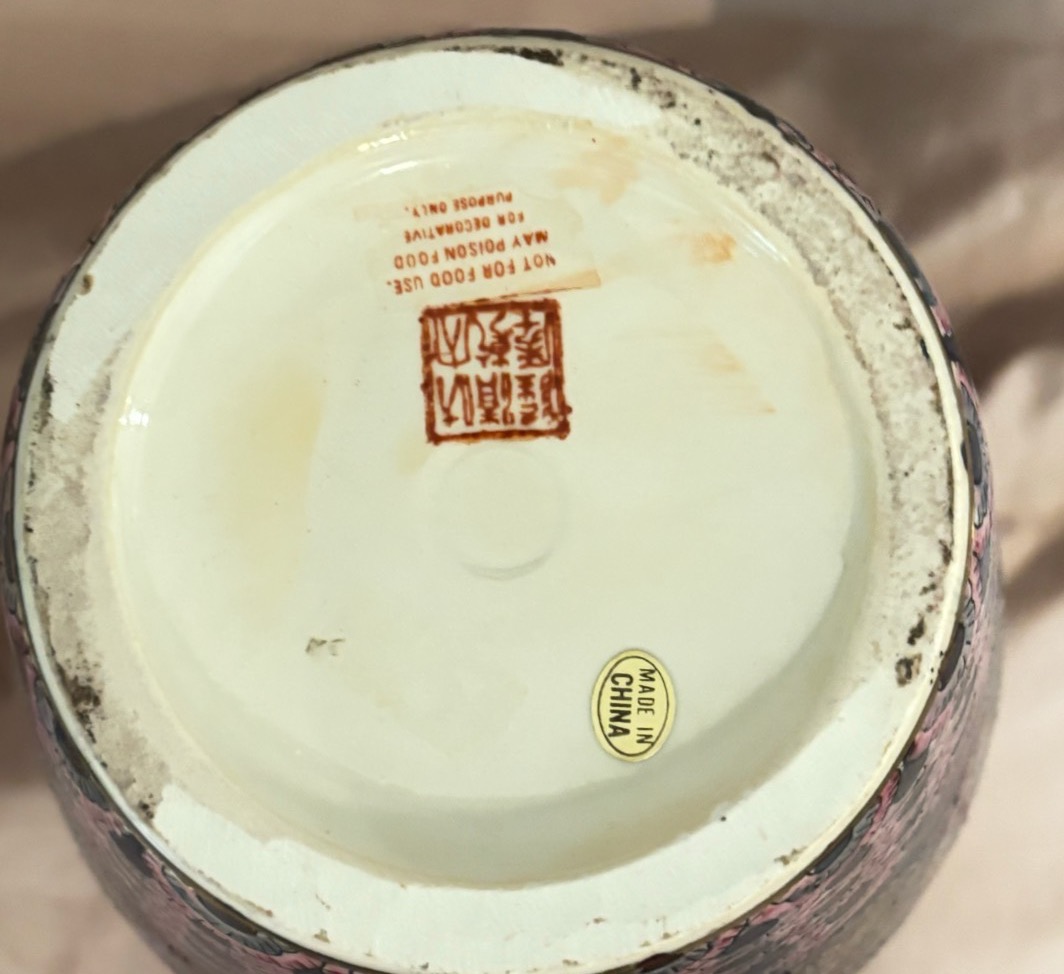 NOT FOR FOOD USE.
MAY POISON FOOD
FOR DECORATIVE
PURPOSE ONLY.
MADE IN
CHINA